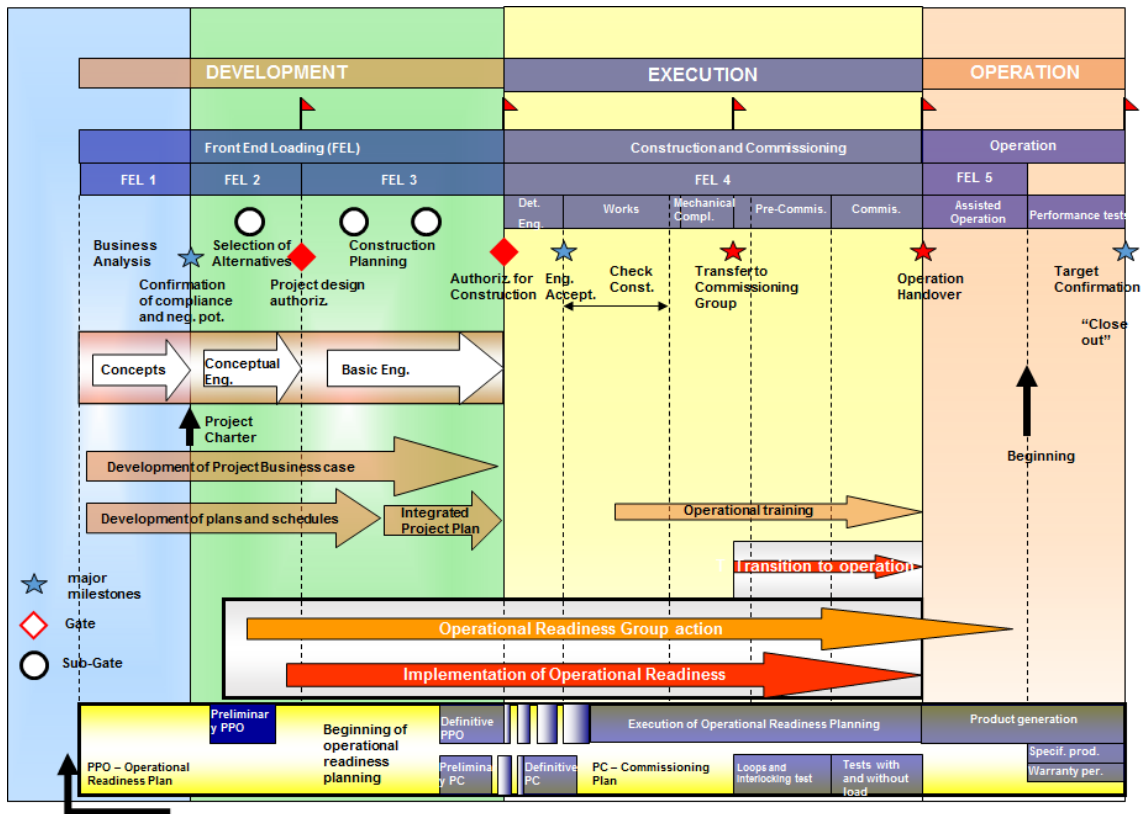 DEVELOPMENT
EXECUTION
OPERATION
Front End Loading (FEL)
Construction and Commissioning
Operation
FEL 1
FEL 2
FEL 3
FEL 4
FEL 5
Det.
Eng.
Works
Mechanical
Compl.
Pre-Commis.
Commis.
Assisted
Operation
Performance tests
Business
Analysis
Selection of
Alternatives
Construction
Planning
Confirmation
of compliance
and neg. pot.
Project design
authoriz.
Authoriz. for
Construction
Eng.
Accept.
Check
Const.
Transfer to
Commissioning
Group
Operation
Handover
Target
Confirmation
“Close
out”
Concepts
Conceptual
Eng.
Basic Eng.
Project
Charter
Beginning
Development of Project Business case
Development of plans and schedules
Integrated
Project Plan
Operational training
T Transition to operation
major
milestones
Gate
Sub-Gate
Operational Readiness Group action
Implementation of Operational Readiness
Preliminar
y PPO
Beginning of
operational
readiness
planning
Definitive
PPO
Execution of Operational Readiness Planning
Product generation
PPO – Operational
Readiness Plan
Prelimina
y PC
Definitive
PC
PC – Commissioning
Plan
Loops and
Interlocking test
Tests with
and without
load
Specif. prod.
Warranty per.